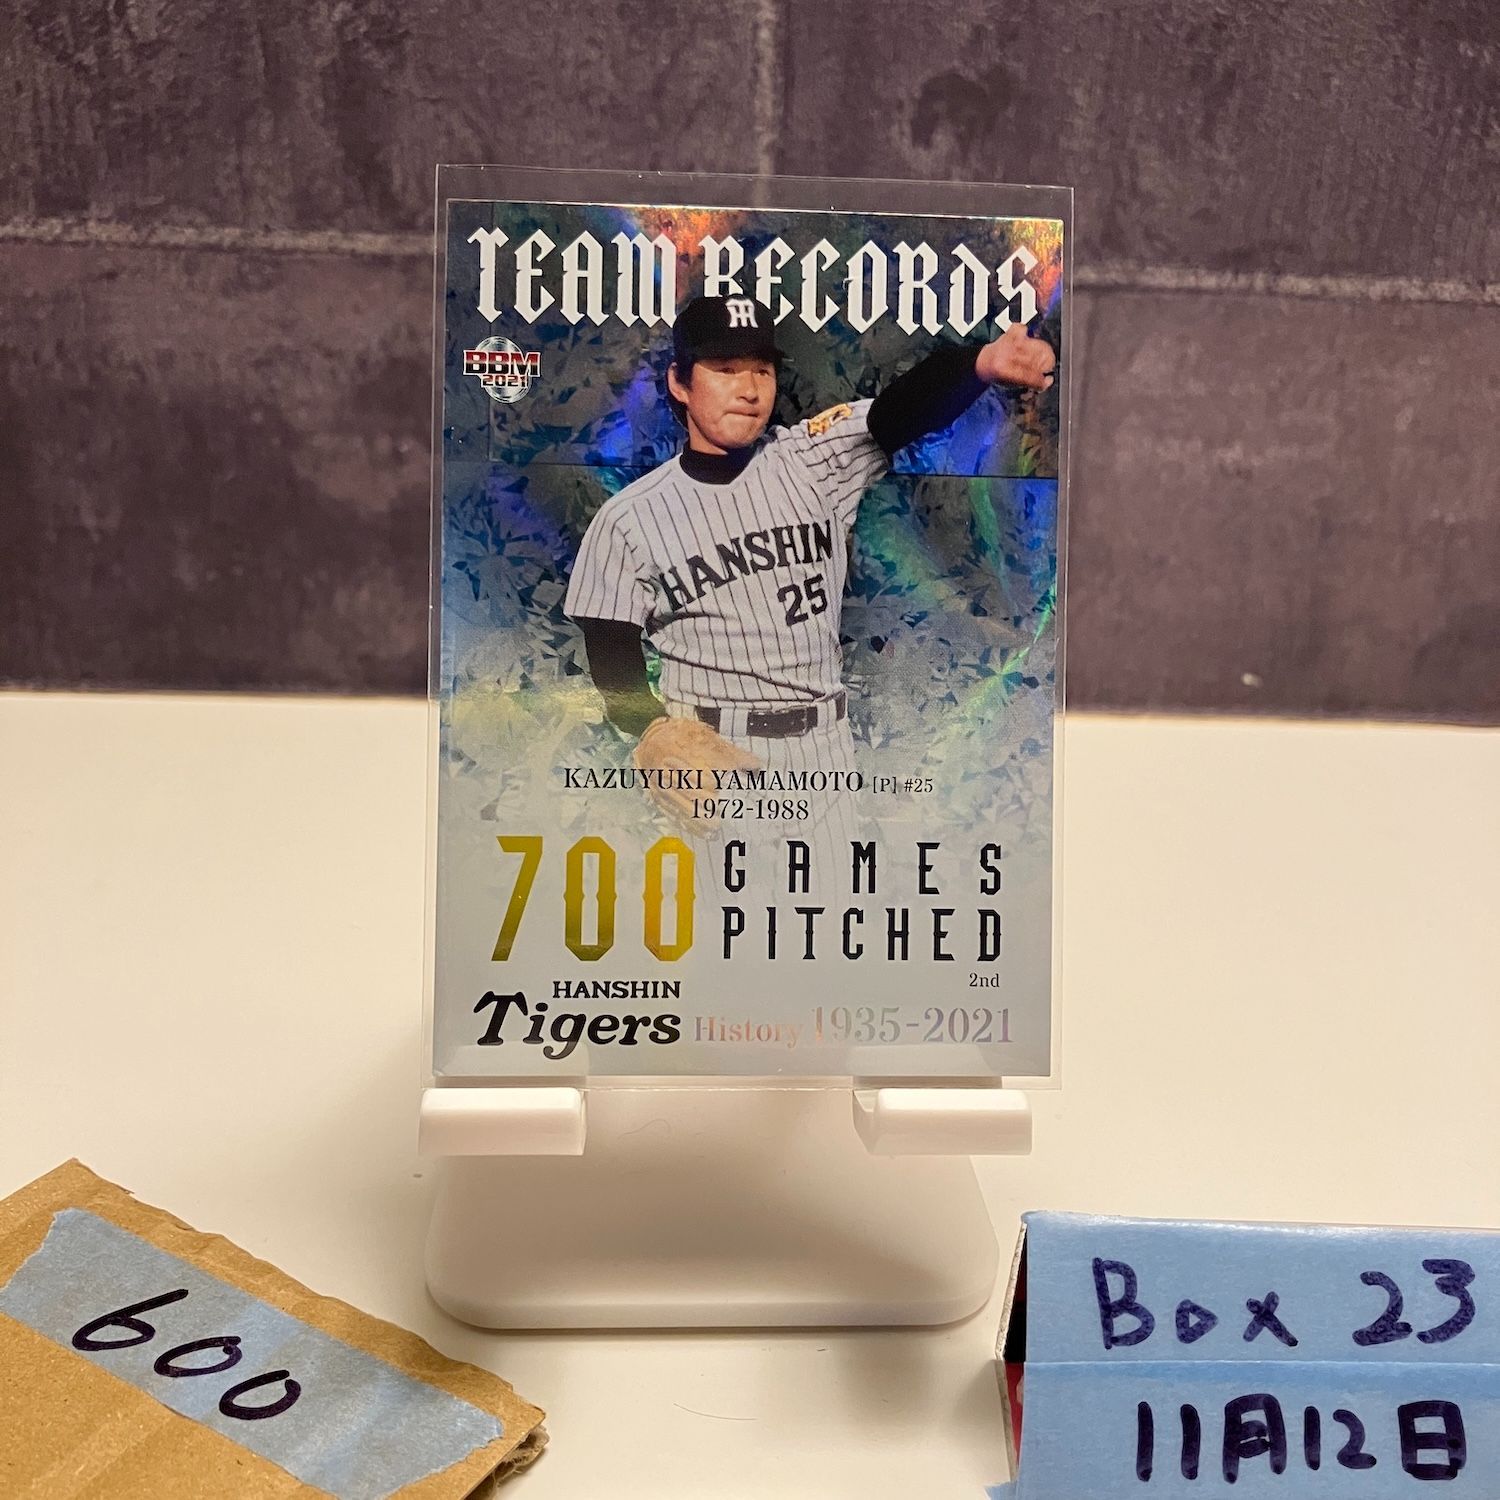 TEAM RECORDS
BBM
2021
HANSHIN
25
KAZUYUKI YAMAMOTO [P] #25
1972-1988
700 GAMES
PITCHED
2nd
HANSHIN
Tigers History 1935-2021
600
Box 23
11月12日